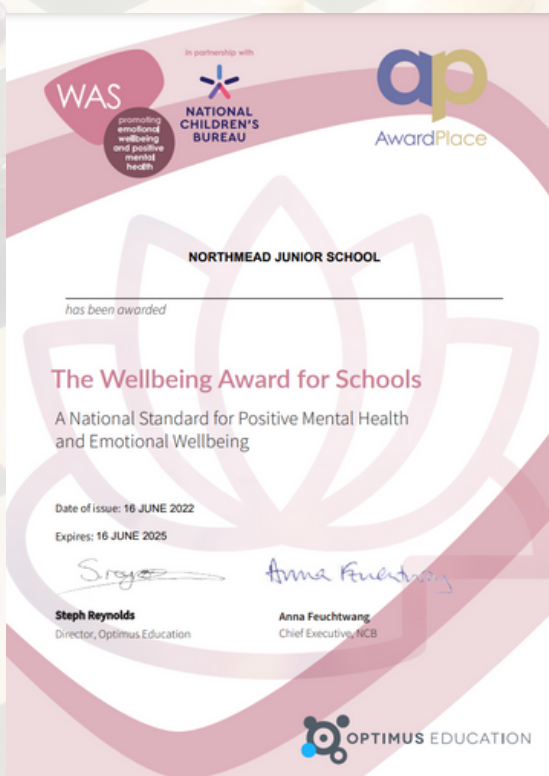 in partnership with
WAS
promoting
emotional
wellbeing
and positive
mental
health
NATIONAL
CHILDREN'S
BUREAU
ap
AwardPlace
NORTHMEAD JUNIOR SCHOOL
has been awarded
The Wellbeing Award for Schools
A National Standard for Positive Mental Health
and Emotional Wellbeing
Date of issue: 16 JUNE 2022
Expires: 16 JUNE 2025
Anna Feuchtwang
Steph Reynolds
Director, Optimus Education
Anna Feuchtwang
Chief Executive, NCB
OPTIMUS EDUCATION